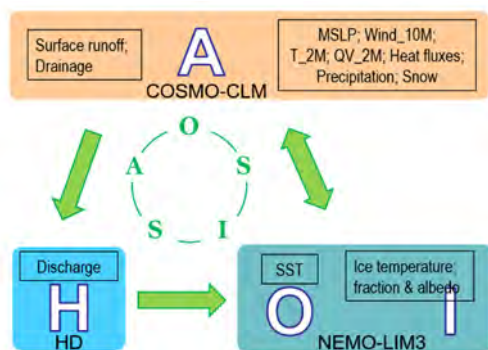 Surface runoff;
Drainage
A
COSMO-CLM
MSLP; Wind_10M;
T_2M; QV_2M; Heat fluxes;
Precipitation; Snow
O
A S
S I
Discharge
H
HD
SST
O
Ice temperature;
fraction & albedo
I
NEMO-LIM3